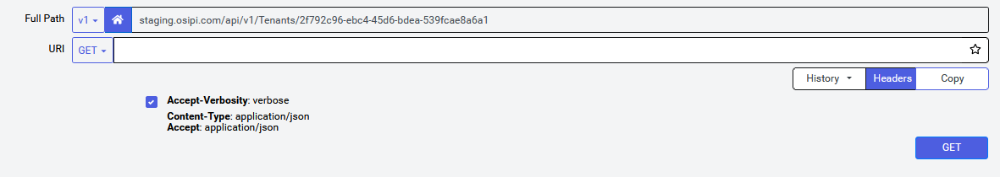 Full Path v1 staging.osipi.com/api/v1/Tenants/2f792c96-ebc4-45d6-bdea-539fcae8a6a1
URI GET
History Headers Copy
Accept-Verbosity: verbose
Content-Type: application/json
Accept: application/json
GET